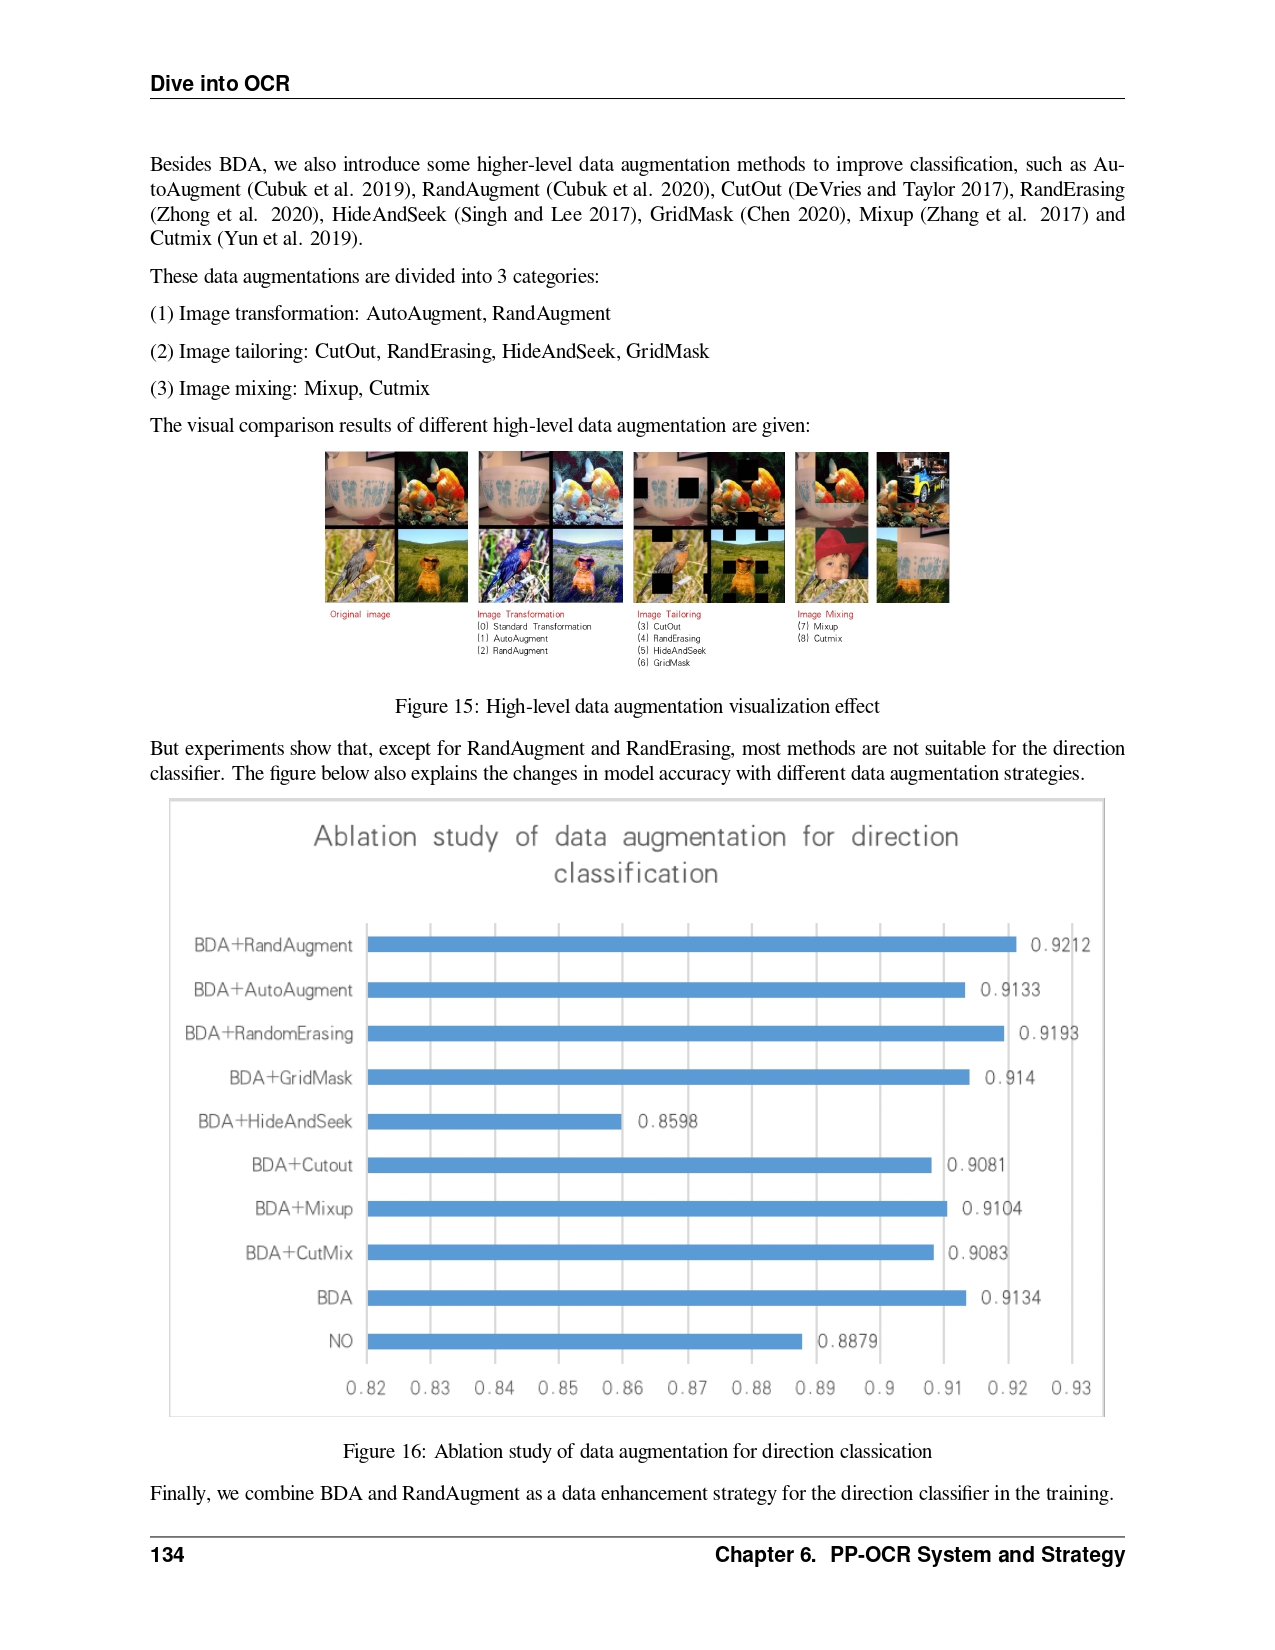 Dive into OCR
Besides BDA, we also introduce some higher-level data augmentation methods to improve classification, such as Au-
toAugment (Cubuk et al. 2019), RandAugment (Cubuk et al. 2020), CutOut (DeVries and Taylor 2017), RandErasing
(Zhong et al. 2020), HideAndSeek (Singh and Lee 2017), GridMask (Chen 2020), Mixup (Zhang et al. 2017) and
Cutmix (Yun et al. 2019).
These data augmentations are divided into 3 categories:
(1) Image transformation: AutoAugment, RandAugment
(2) Image tailoring: CutOut, RandErasing, HideAndSeek, GridMask
(3) Image mixing: Mixup, Cutmix
The visual comparison results of different high-level data augmentation are given:
Original image
Image Transformation
(0) Standard Transformation
(1) AutoAugment
(2) RandAugment
Image Tailoring
(3) CutOut
(4) RandErasing
(5) HideAndSeek
(6) GridMask
Image Mixing
(7) Mixup
(8) Cutmix
Figure 15: High-level data augmentation visualization effect
But experiments show that, except for RandAugment and RandErasing, most methods are not suitable for the direction
classifier. The figure below also explains the changes in model accuracy with different data augmentation strategies.
Ablation study of data augmentation for direction
classification
BDA+RandAugment 0.9212
BDA+AutoAugment 0.9133
BDA+RandomErasing 0.9193
BDA+GridMask 0.914
BDA+HideAndSeek 0.8598
BDA+Cutout 0.9081
BDA+Mixup 0.9104
BDA+CutMix 0.9083
BDA 0.9134
NO 0.8879
0.82 0.83 0.84 0.85 0.86 0.87 0.88 0.89 0.9 0.91 0.92 0.93
Figure 16: Ablation study of data augmentation for direction classication
Finally, we combine BDA and RandAugment as a data enhancement strategy for the direction classifier in the training.
134 Chapter 6. PP-OCR System and Strategy